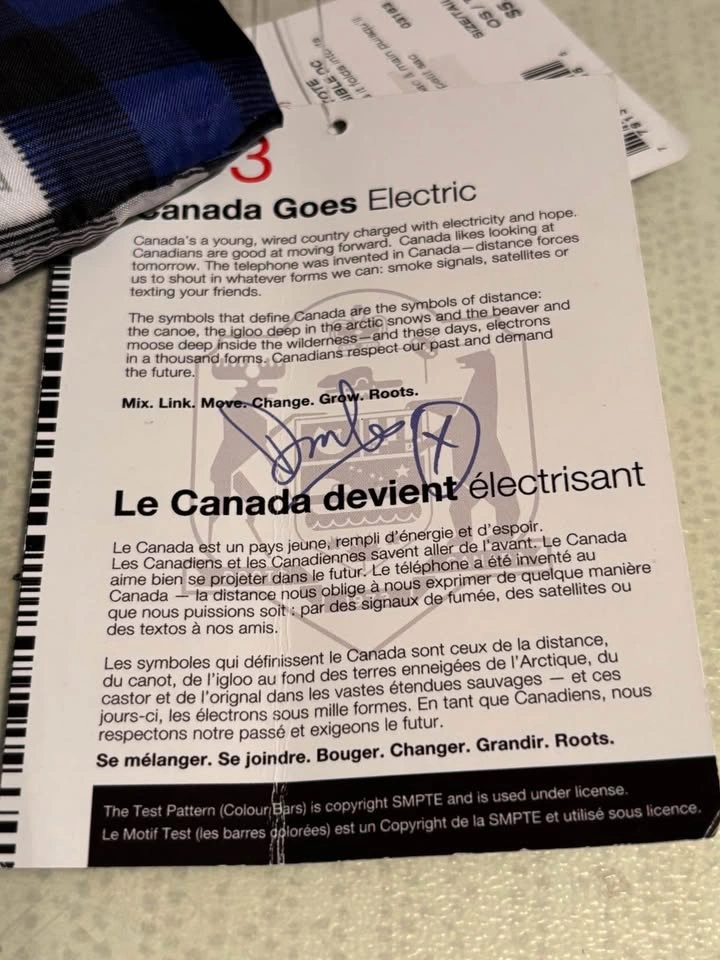 3
Canada Goes Electric
Canada's a young, wired country charged with electricity and hope.
Canadians are good at moving forward. Canada likes looking at
tomorrow. The telephone was invented in Canada—distance forces
us to shout in whatever forms we can: smoke signals, satellites or
texting your friends.
The symbols that define Canada are the symbols of distance:
the canoe, the igloo deep in the arctic snows and the beaver and
moose deep inside the wilderness—and these days, electrons
in a thousand forms. Canadians respect our past and demand
the future.
Mix. Link. Move. Change. Grow. Roots.
Le Canada devient électrisant
Le Canada est un pays jeune, rempli d'énergie et d'espoir.
Les Canadiens et les Canadiennes savent aller de l'avant. Le Canada
aime bien se projeter dans le futur. Le téléphone a été inventé au
Canada — la distance nous oblige à nous exprimer de quelque manière
que nous puissions soit : par des signaux de fumée, des satellites ou
des textos à nos amis.
Les symboles qui définissent le Canada sont ceux de la distance,
du canot, de l'igloo au fond des terres enneigées de l'Arctique, du
castor et de l'orignal dans les vastes étendues sauvages — et ces
jours-ci, les électrons sous mille formes. En tant que Canadiens, nous
respectons notre passé et exigeons le futur.
Se mélanger. Se joindre. Bouger. Changer. Grandir. Roots.
The Test Pattern (Colour Bars) is copyright SMPTE and is used under license.
Le Motif Test (les barres colorées) est un Copyright de la SMPTE et utilisé sous licence.